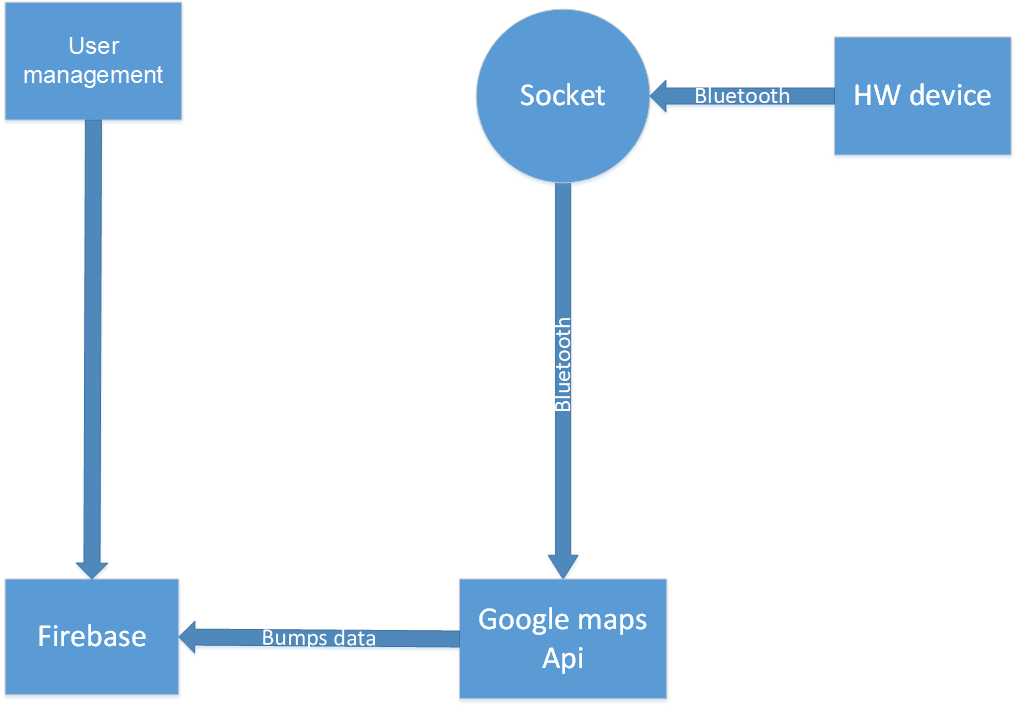 User
management
Socket
Bluetooth
HW device
Bluetooth
Firebase
Bumps data
Google maps
Api